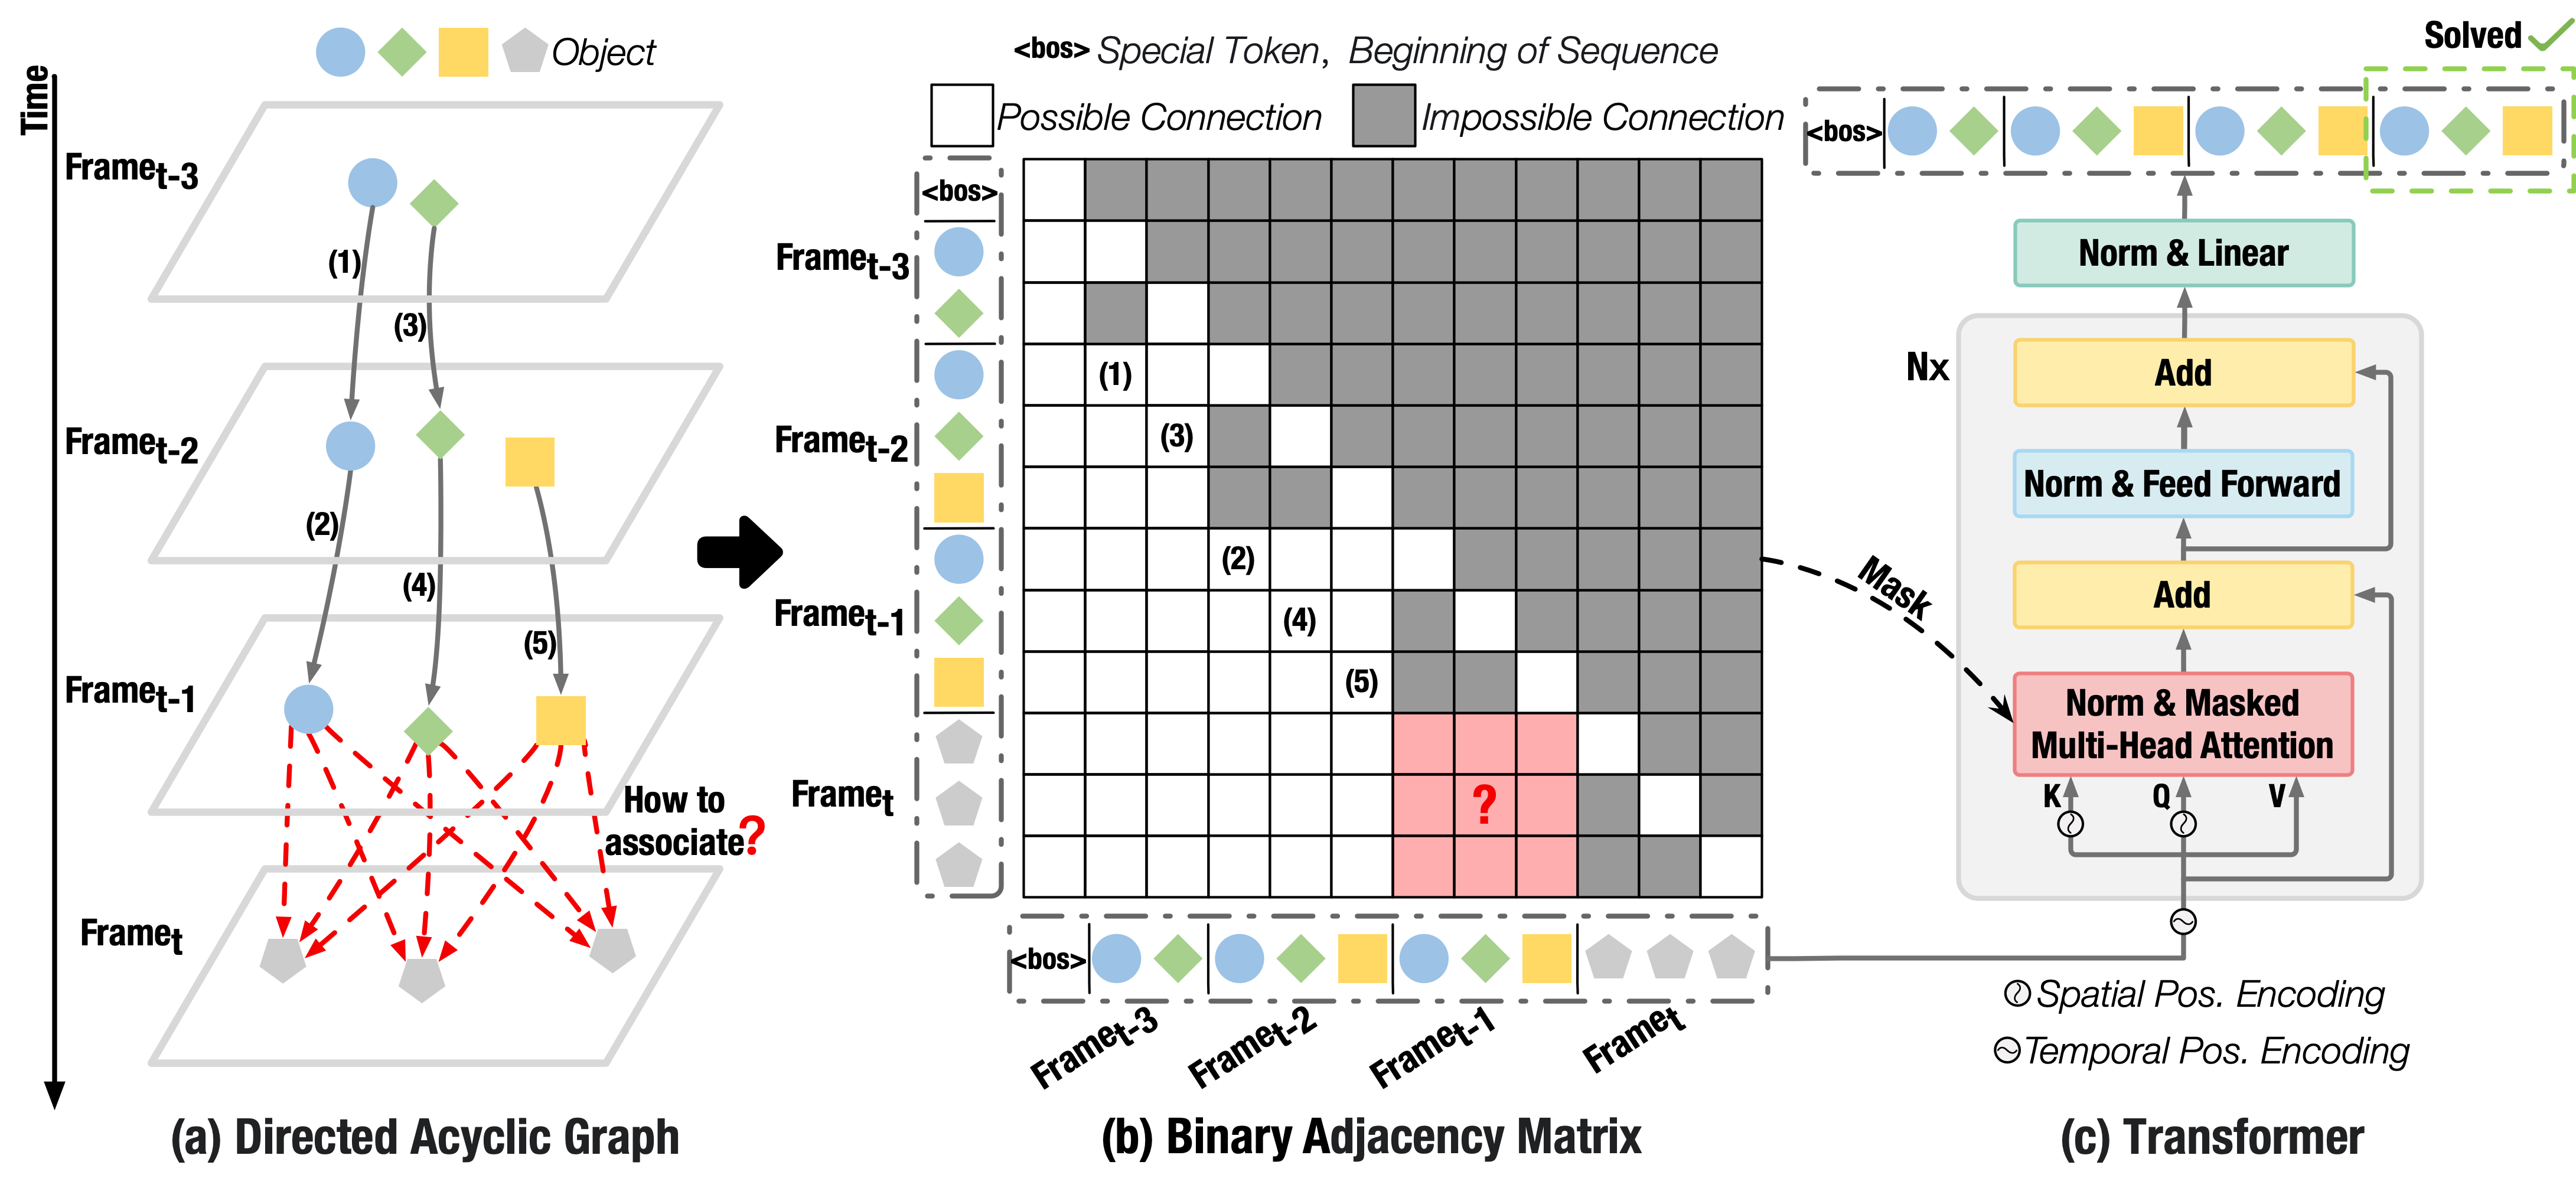 Time
Object
Frame t-3
(1)
(3)
Frame t-2
(2)
(4)
Frame t-1
(5)
How to
associate?
Frame t
(a) Directed Acyclic Graph
<bos> Special Token, Beginning of Sequence
Possible Connection
Impossible Connection
<bos>
Frame t-3
(1)
Frame t-2
(3)
(2)
Frame t-1
(4)
(5)
Frame t
?
<bos>
Frame t-3
Frame t-2
Frame t-1
Frame t
(b) Binary Adjacency Matrix
Solved
<bos>
Norm & Linear
Nx
Add
Norm & Feed Forward
Add
Mask
Norm & Masked
Multi-Head Attention
K Q V
Spatial Pos. Encoding
Temporal Pos. Encoding
(c) Transformer